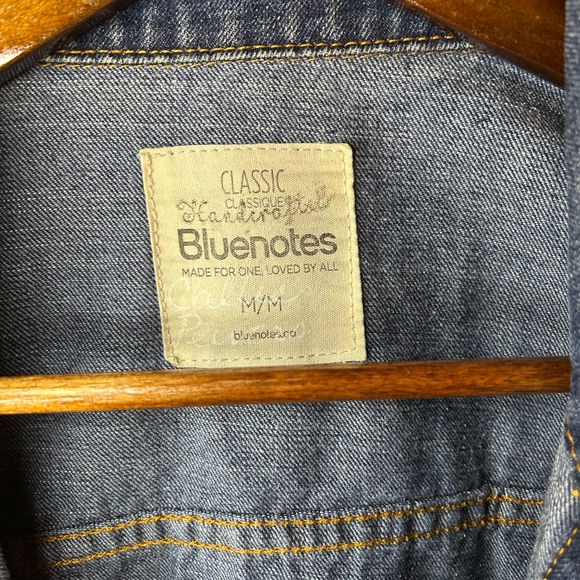 CLASSIC
CLASSIQUE
Handcrafted
Bluenotes
MADE FOR ONE, LOVED BY ALL
M/M
bluenotes.ca